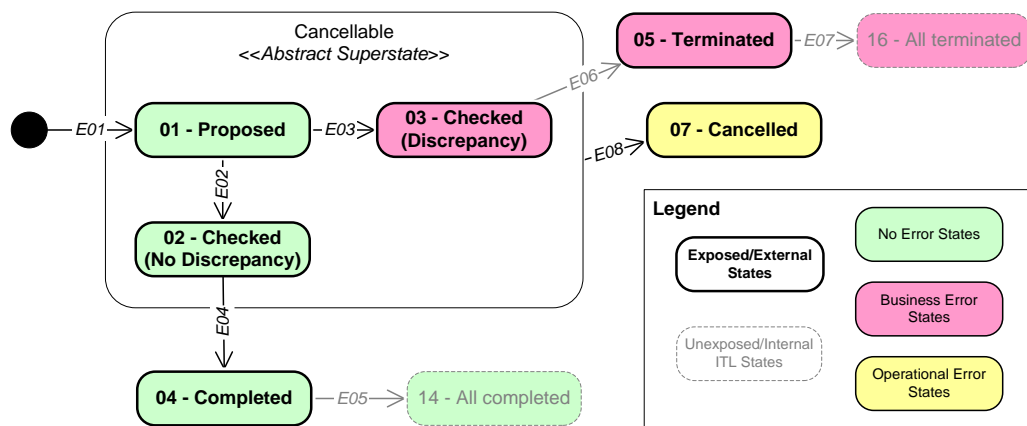 Cancellable
<<Abstract Superstate>>
05 - Terminated
E07
16 - All terminated
E06
E01
01 - Proposed
E03
03 - Checked
(Discrepancy)
07 - Cancelled
E08
E02
02 - Checked
(No Discrepancy)
E04
04 - Completed
E05
14 - All completed
Legend
Exposed/External
States
Unexposed/Internal
ITL States
No Error States
Business Error
States
Operational Error
States